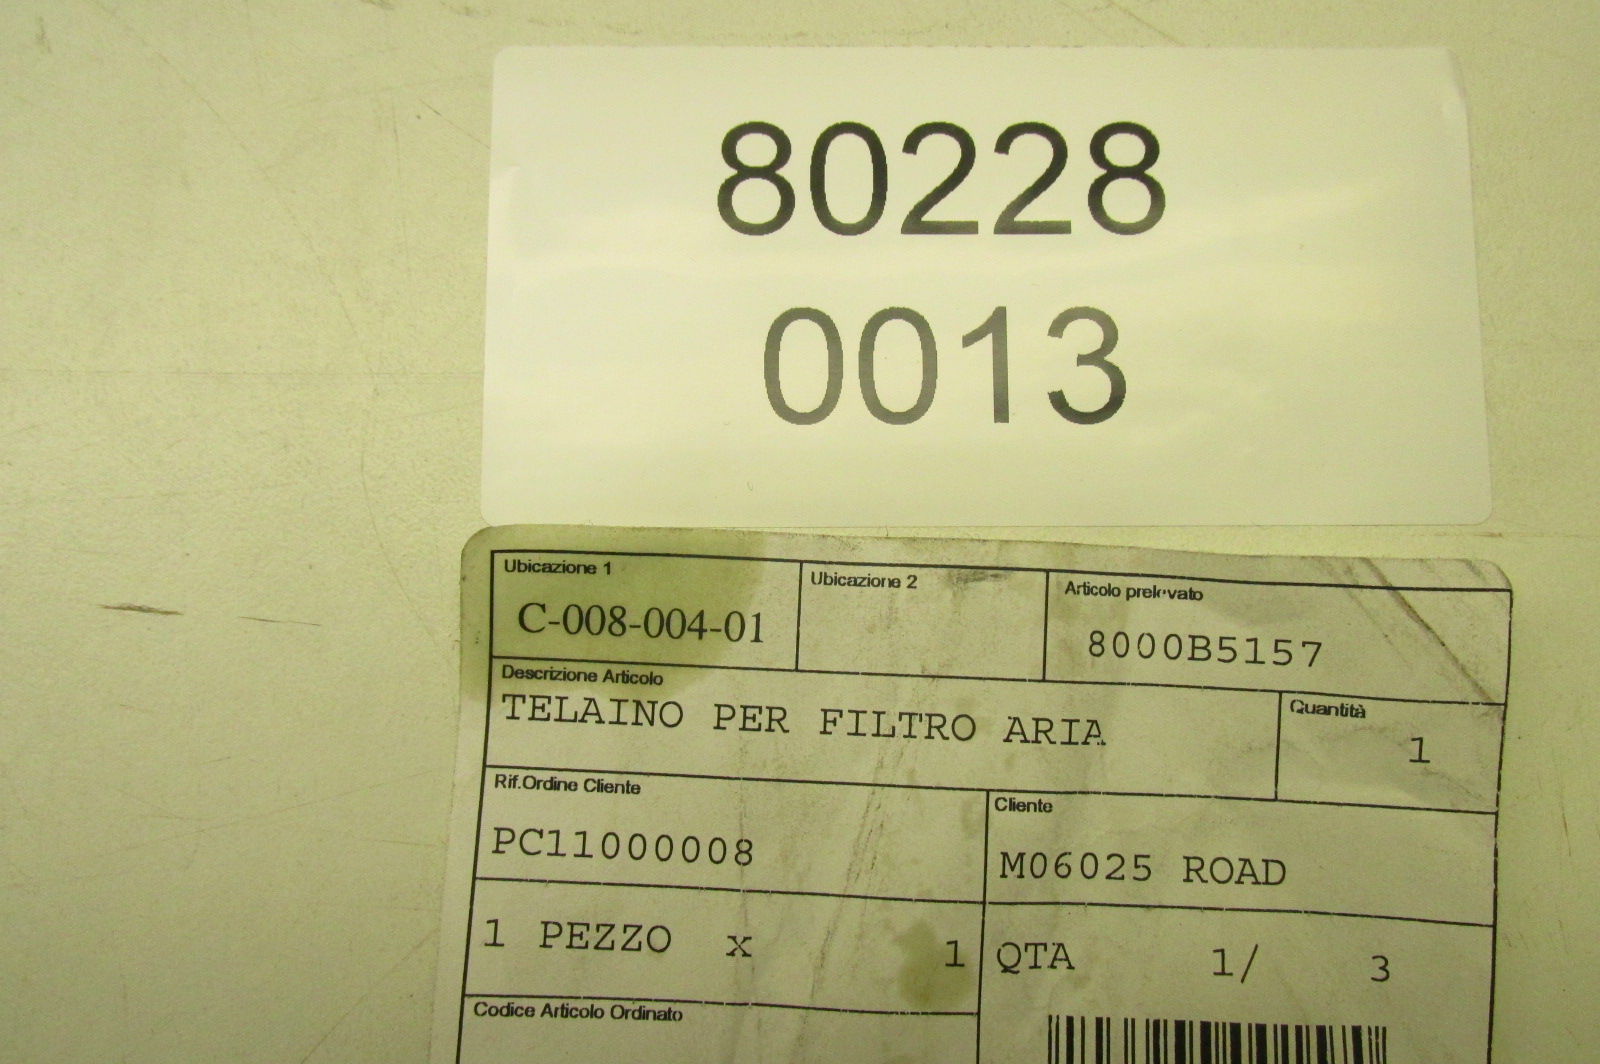 80228
0013
Ubicazione 1
C-008-004-01
Ubicazione 2
Articolo prelevato
8000B5157
Descrizione Articolo
TELAINO PER FILTRO ARIA
Quantità
1
Rif.Ordine Cliente
PC11000008
Cliente
M06025 ROAD
1 PEZZO x 1
QTA 1/ 3
Codice Articolo Ordinato